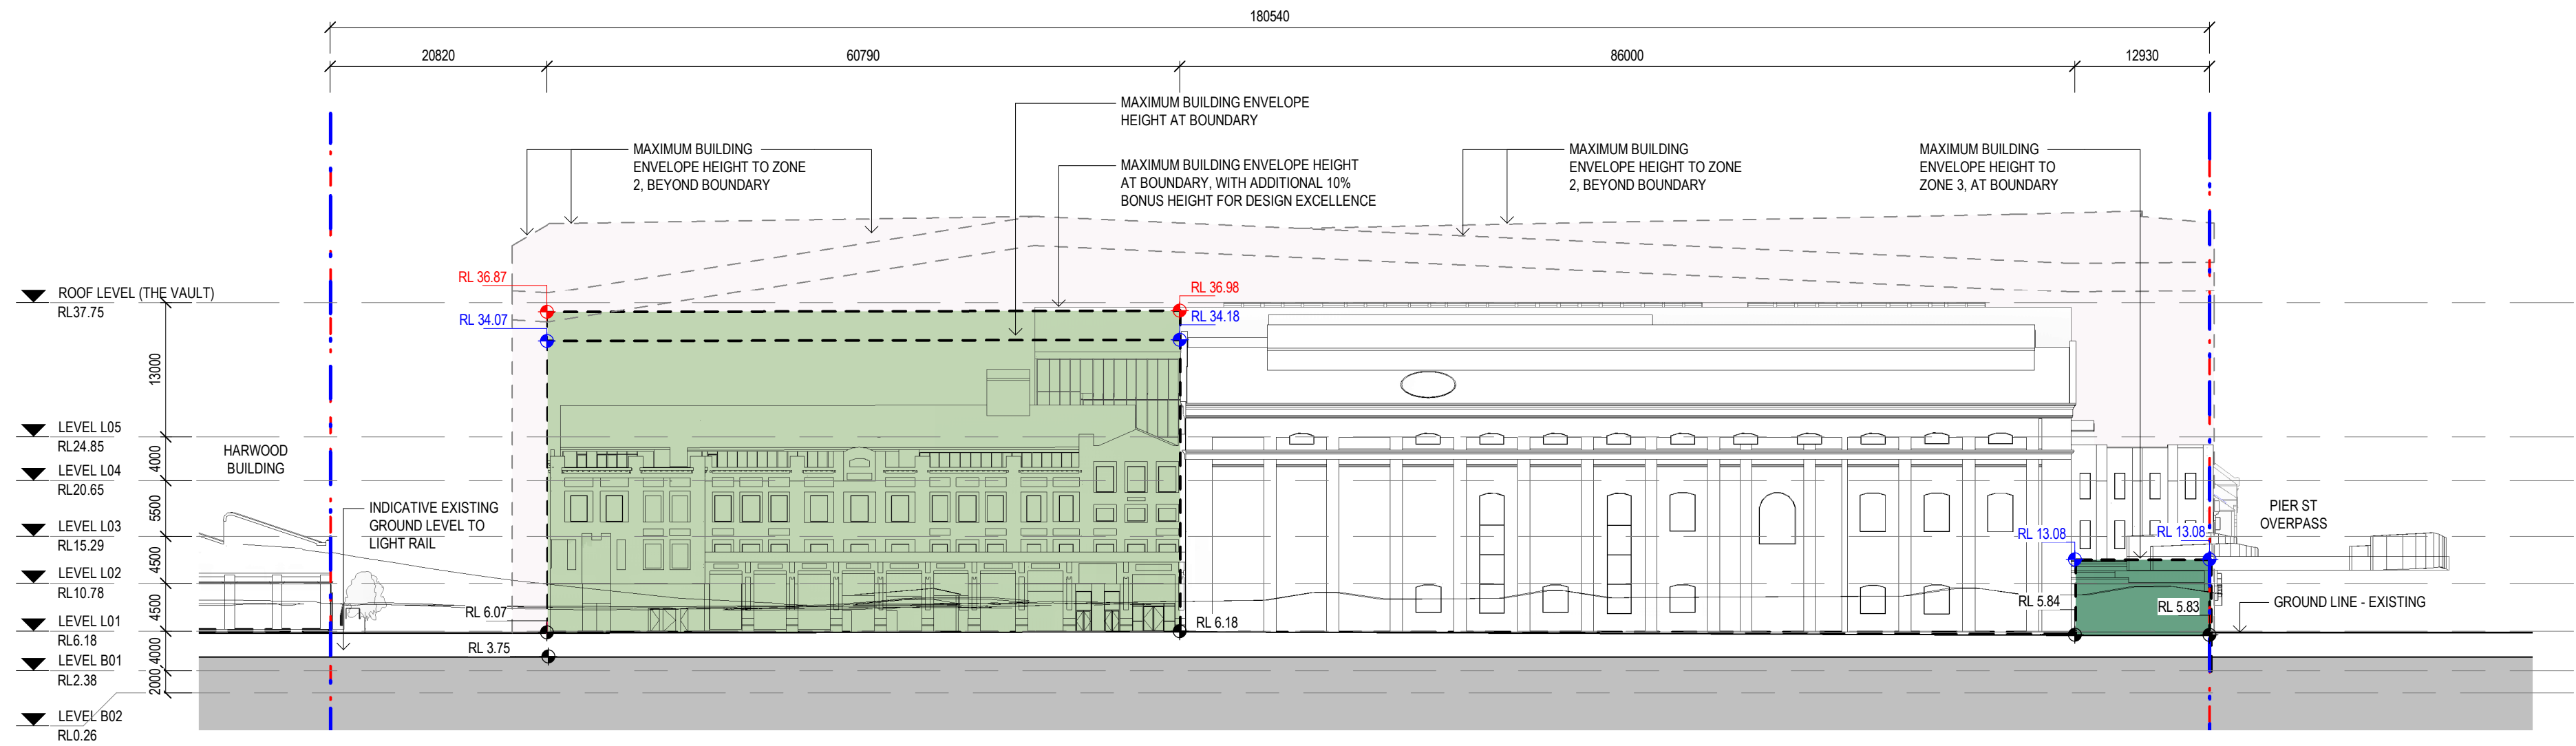 180540
20820
60790
86000
12930
MAXIMUM BUILDING ENVELOPE
HEIGHT AT BOUNDARY
MAXIMUM BUILDING
ENVELOPE HEIGHT TO ZONE
2, BEYOND BOUNDARY
MAXIMUM BUILDING ENVELOPE HEIGHT
AT BOUNDARY, WITH ADDITIONAL 10%
BONUS HEIGHT FOR DESIGN EXCELLENCE
MAXIMUM BUILDING
ENVELOPE HEIGHT TO ZONE
2, BEYOND BOUNDARY
MAXIMUM BUILDING
ENVELOPE HEIGHT TO
ZONE 3, AT BOUNDARY
RL 36.87
RL 34.07
RL 36.98
RL 34.18
ROOF LEVEL (THE VAULT)
RL37.75
13000
LEVEL L05
RL24.85
4000
LEVEL L04
RL20.65
5500
LEVEL L03
RL15.29
4500
LEVEL L02
RL10.78
4500
LEVEL L01
RL6.18
4000
LEVEL B01
RL2.38
2000
LEVEL B02
RL0.26
HARWOOD
BUILDING
INDICATIVE EXISTING
GROUND LEVEL TO
LIGHT RAIL
RL 6.07
RL 3.75
RL 6.18
RL 13.08
RL 13.08
RL 5.84
RL 5.83
PIER ST
OVERPASS
GROUND LINE - EXISTING